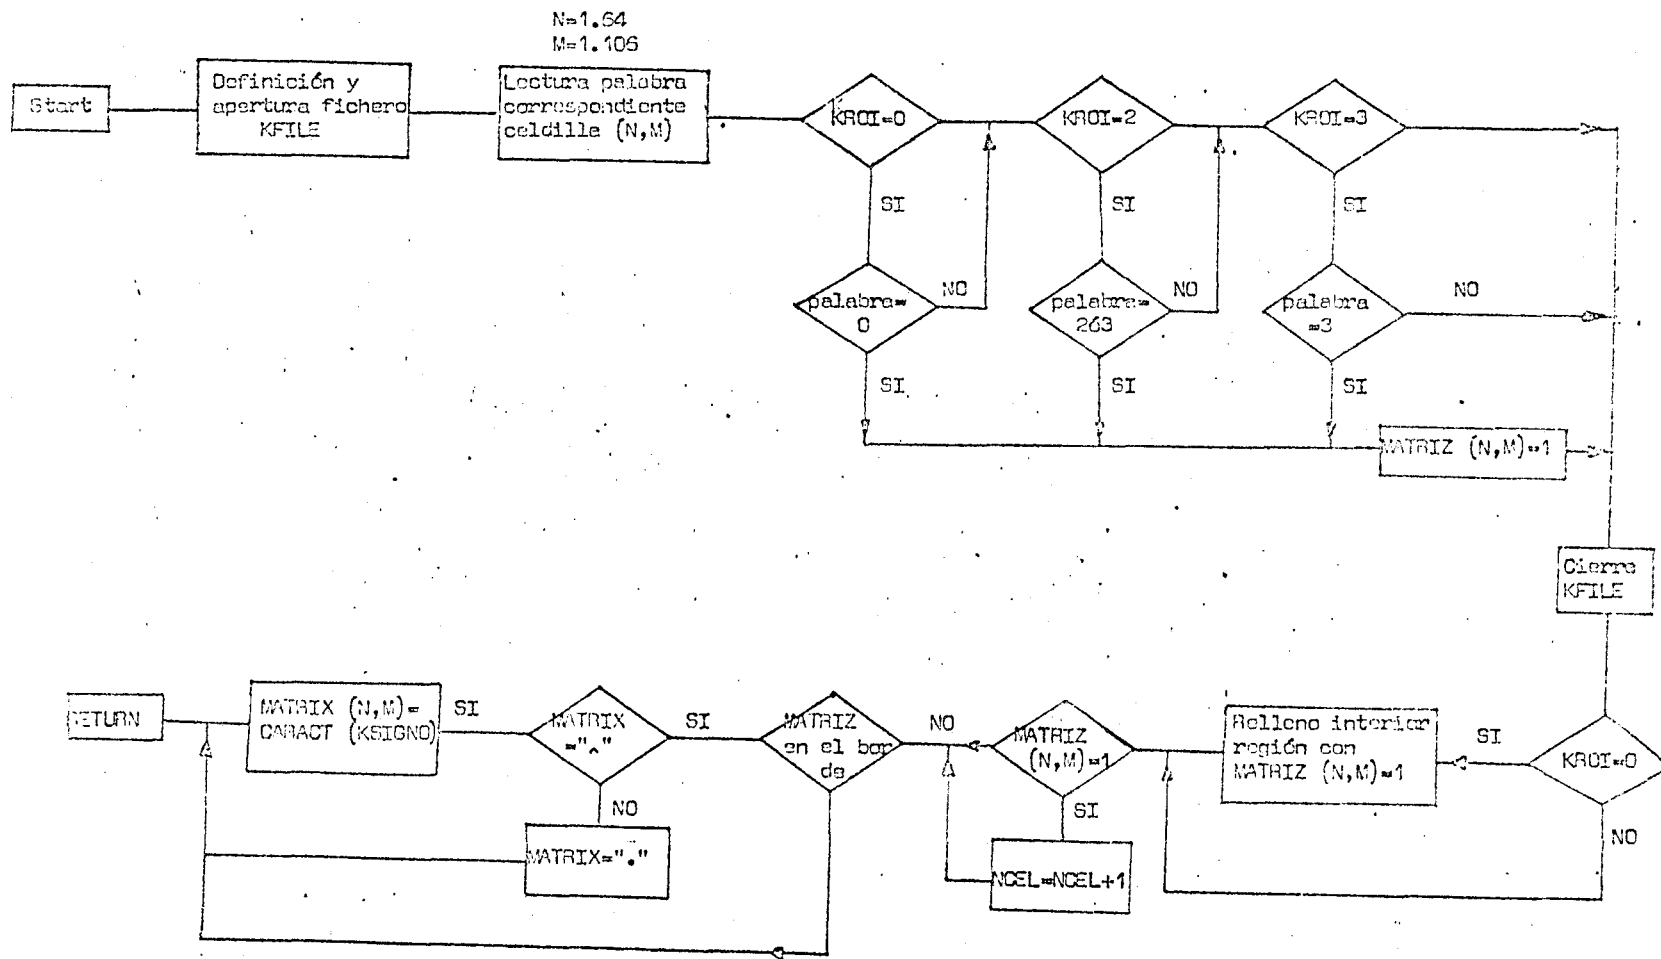 N=1.64
M=1.106
Start
Definición y
apertura fichero
KFILE
Lectura palabra
correspondiente
celdille (N,M)
KROI=0
KROI=2
KROI=3
SI
SI
SI
palabra=
0
NO
palabra=
263
NO
palabra
=3
NO
SI
SI
SI
MATRIZ (N,M)=1
Cierre
KFILE
RETURN
MATRIX (N,M)=
CARACT (KSIGNO)
SI
MATRIX
="."
SI
MATRIZ
en el bor
de
NO
MATRIZ
(N,M)=1
Relleno interior
región con
MATRIZ (N,M)=1
SI
KROI=0
NO
SI
NO
MATRIX="."
NCEL=NCEL+1